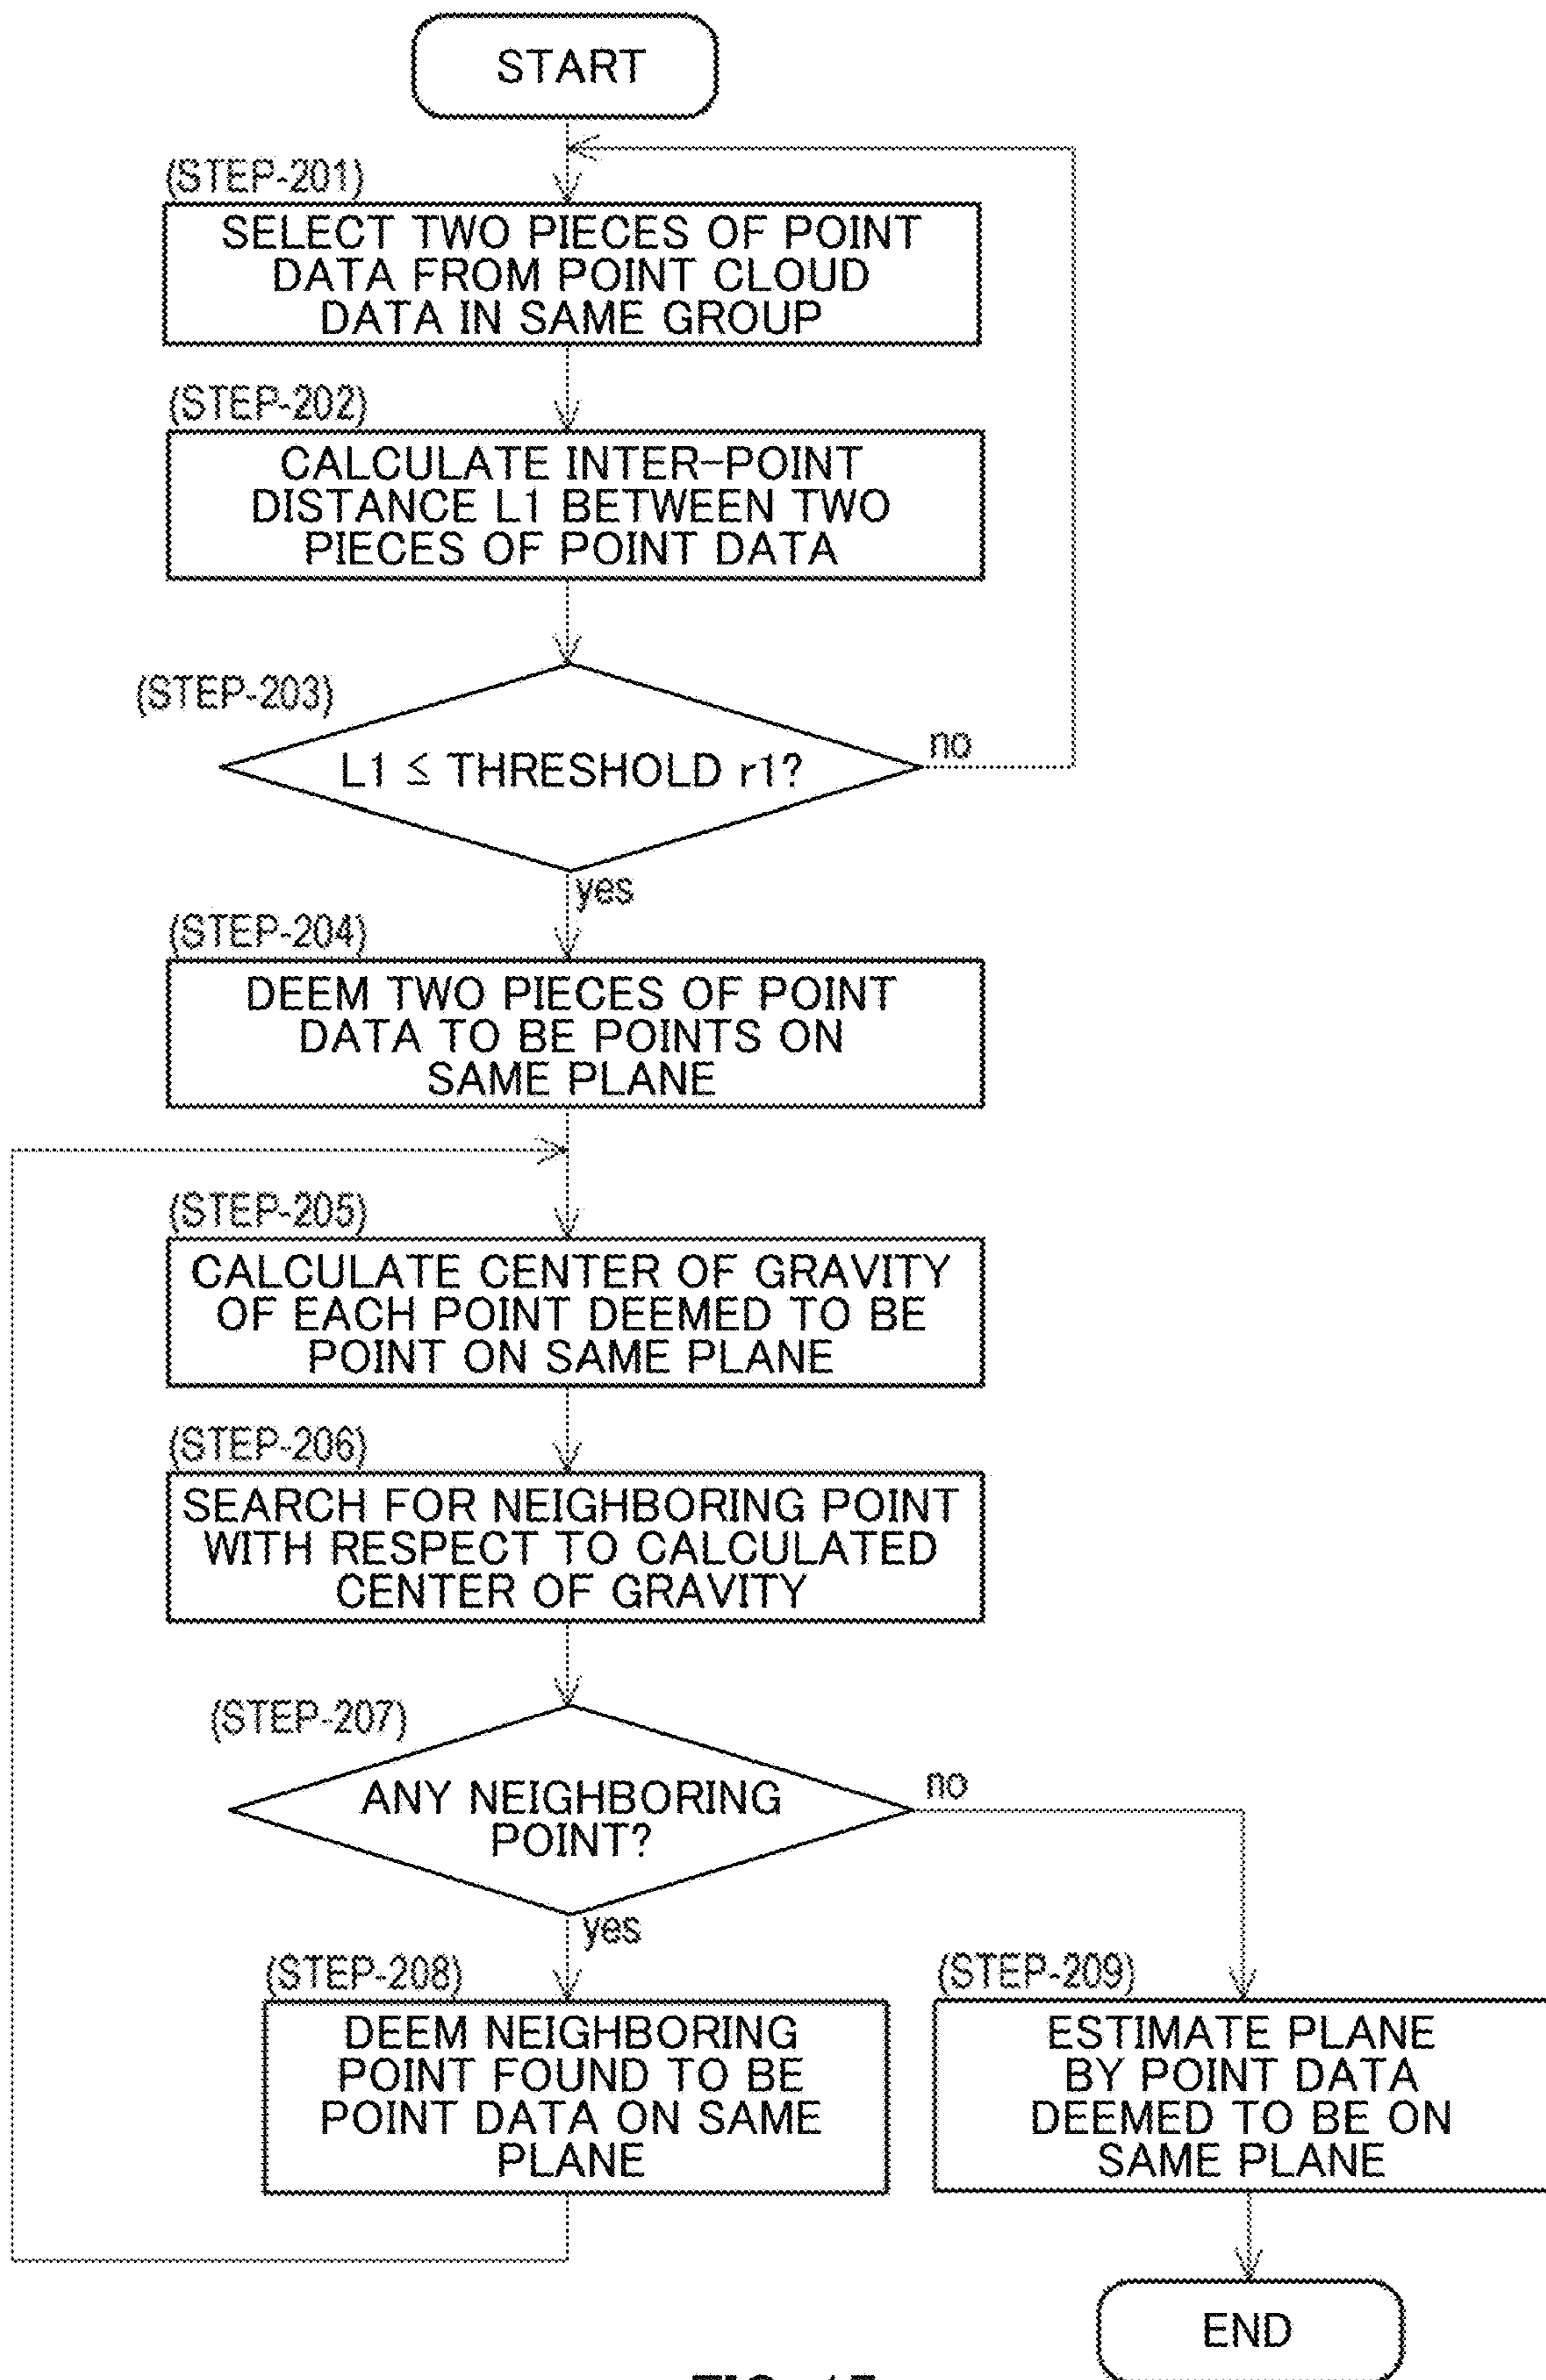 START
(STEP-201)
SELECT TWO PIECES OF POINT
DATA FROM POINT CLOUD
DATA IN SAME GROUP
(STEP-202)
CALCULATE INTER-POINT
DISTANCE L1 BETWEEN TWO
PIECES OF POINT DATA
(STEP-203)
L1 ≦ THRESHOLD r1?
no
yes
(STEP-204)
DEEM TWO PIECES OF POINT
DATA TO BE POINTS ON
SAME PLANE
(STEP-205)
CALCULATE CENTER OF GRAVITY
OF EACH POINT DEEMED TO BE
POINT ON SAME PLANE
(STEP-206)
SEARCH FOR NEIGHBORING POINT
WITH RESPECT TO CALCULATED
CENTER OF GRAVITY
(STEP-207)
ANY NEIGHBORING
POINT?
no
yes
(STEP-208)
DEEM NEIGHBORING
POINT FOUND TO BE
POINT DATA ON SAME
PLANE
(STEP-209)
ESTIMATE PLANE
BY POINT DATA
DEEMED TO BE ON
SAME PLANE
END